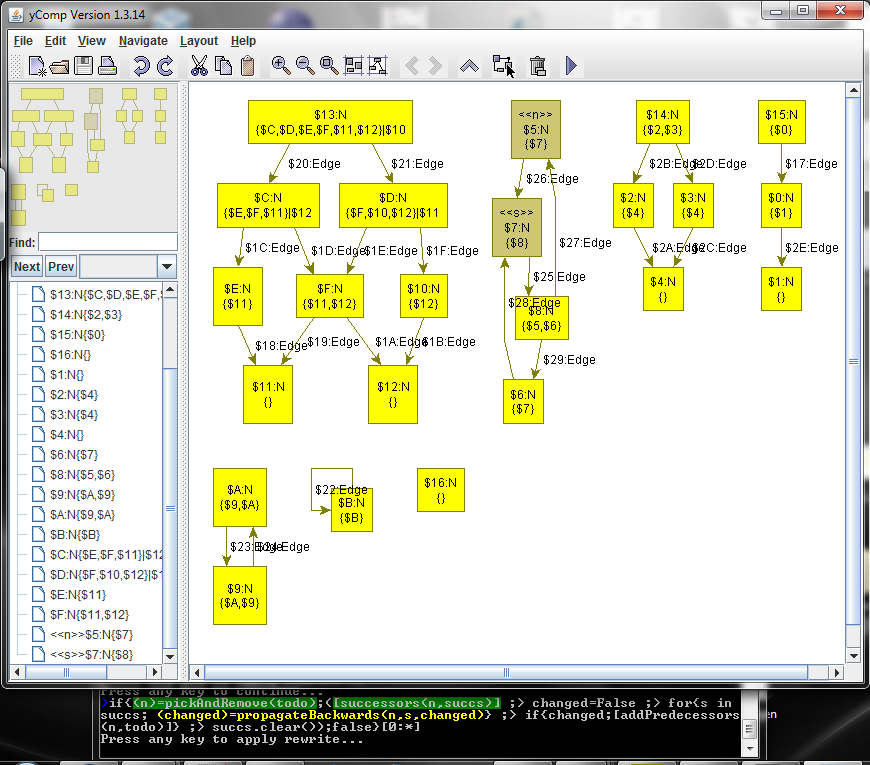 yComp Version 1.3.14
File Edit View Navigate Layout Help
Find:
Next Prev
$13:N{$C,$D,$E,$F,$
$14:N{$2,$3}
$15:N{$0}
$16:N{}
$1:N{}
$2:N{$4}
$3:N{$4}
$4:N{}
$6:N{$7}
$8:N{$5,$6}
$9:N{$A,$9}
$A:N{$9,$A}
$B:N{$B}
$C:N{$E,$F,$11}|$12
$D:N{$F,$10,$12}|$1
$E:N{$11}
$F:N{$11,$12}
<<n>>$5:N{$7}
<<s>>$7:N{$8}
$13:N
{$C,$D,$E,$F,$11,$12}|$10
$20:Edge
$21:Edge
$C:N
{$E,$F,$11}|$12
$D:N
{$F,$10,$12}|$11
$1C:Edge
$1D:Edge
$1E:Edge
$1F:Edge
$E:N
{$11}
$F:N
{$11,$12}
$10:N
{$12}
$18:Edge
$19:Edge
$1A:Edge
$1B:Edge
$11:N
{}
$12:N
{}
<<n>>
$5:N
{$7}
$26:Edge
<<s>>
$7:N
{$8}
$27:Edge
$25:Edge
$28:Edge
$8:N
{$5,$6}
$29:Edge
$6:N
{$7}
$14:N
{$2,$3}
$2B:Edge
$2D:Edge
$2:N
{$4}
$3:N
{$4}
$2A:Edge
$2C:Edge
$4:N
{}
$15:N
{$0}
$17:Edge
$0:N
{$1}
$2E:Edge
$1:N
{}
$A:N
{$9,$A}
$23:Edge
$24:Edge
$9:N
{$A,$9}
$22:Edge
$B:N
{$B}
$16:N
{}
Press any key to continue...
>if{(n)=pickAndRemove(todo);([successors(n,succs)] ;> changed=False ;> for{s in
succs; (changed)=propagateBackwards(n,s,changed)} ;> if{changed;[addPredecessors
(n,todo)]} ;> succs.clear());false}[0:*]
Press any key to apply rewrite...